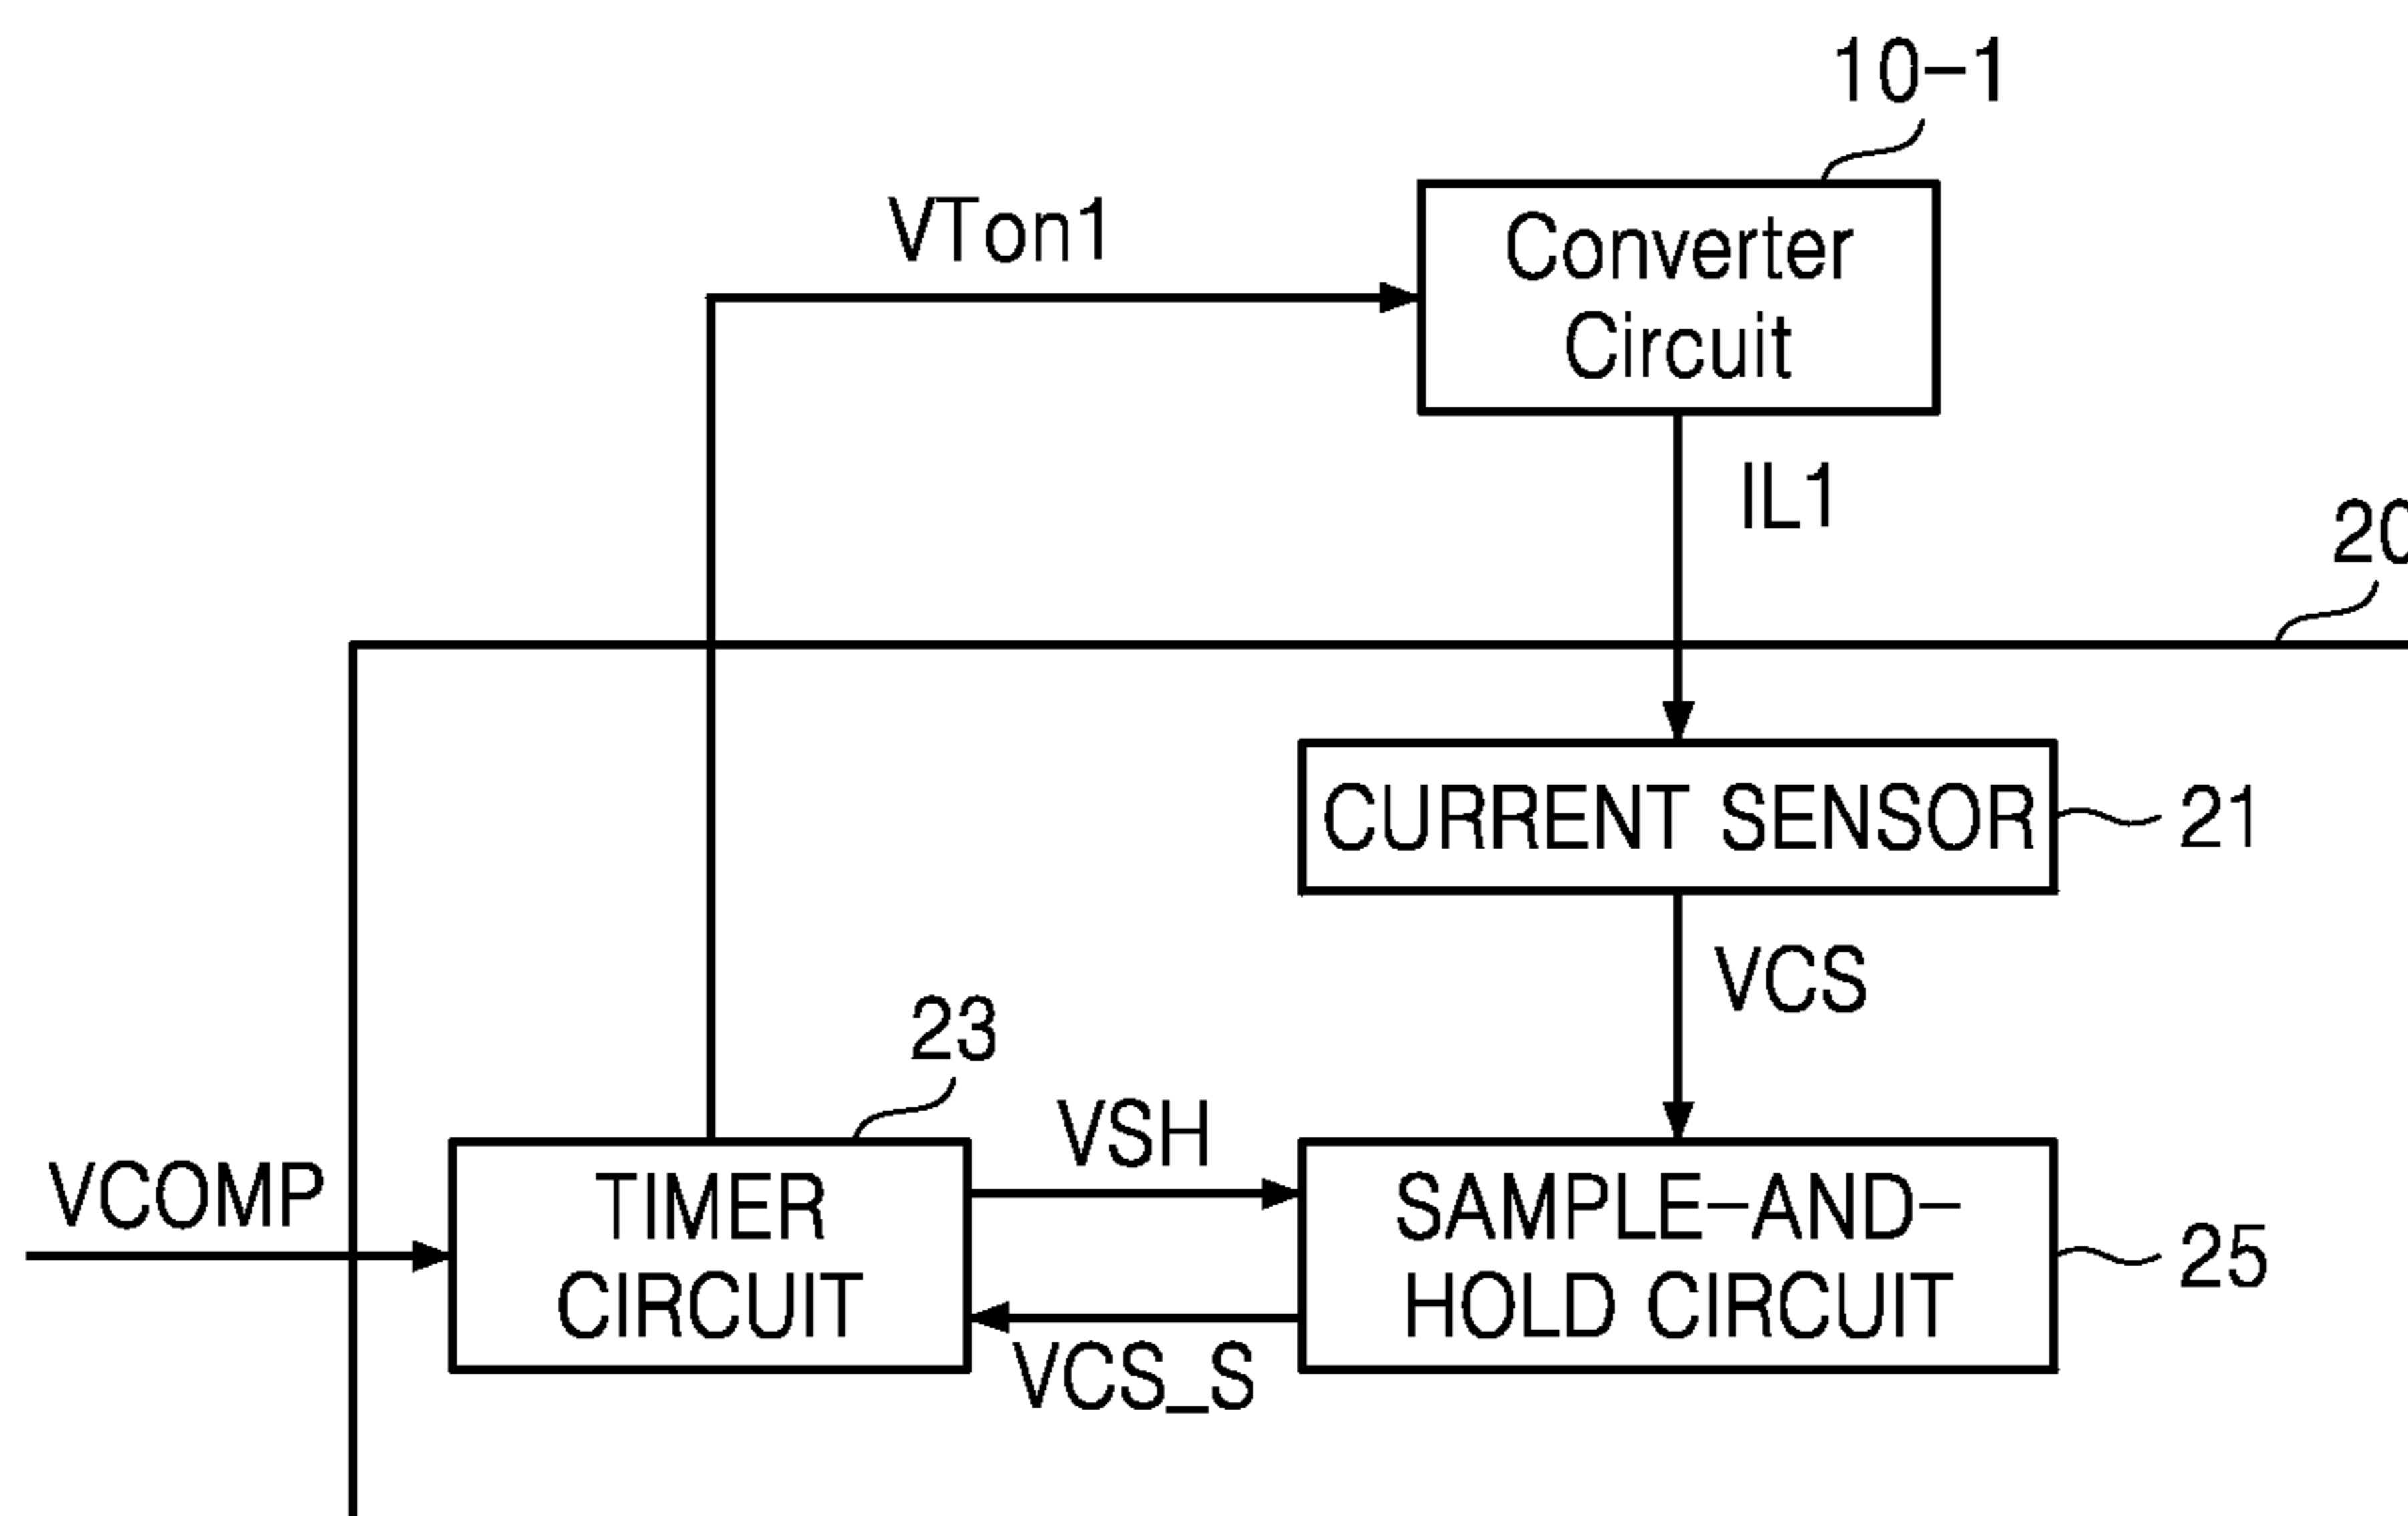 10-1
VTon1
Converter
Circuit
IL1
20
CURRENT SENSOR
21
VCS
23
VSH
VCOMP
TIMER
CIRCUIT
SAMPLE-AND-
HOLD CIRCUIT
25
VCS_S